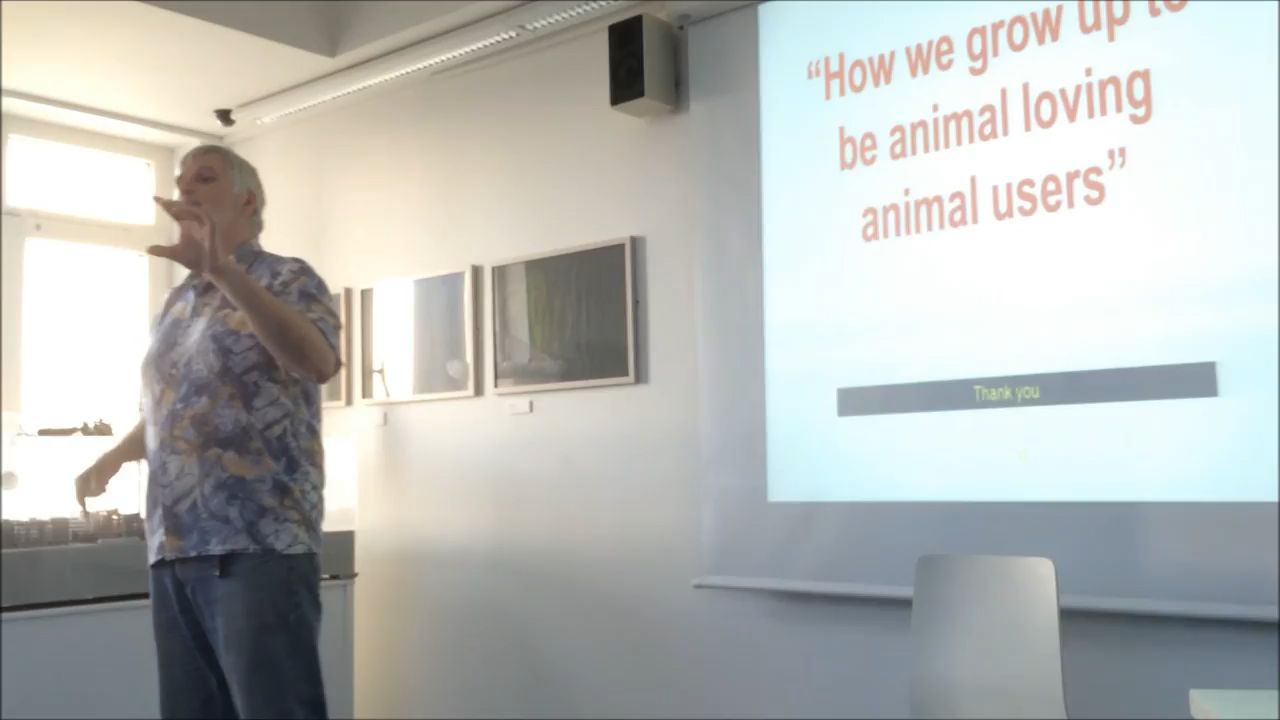 “How we grow up to
be animal loving
animal users”
Thank you